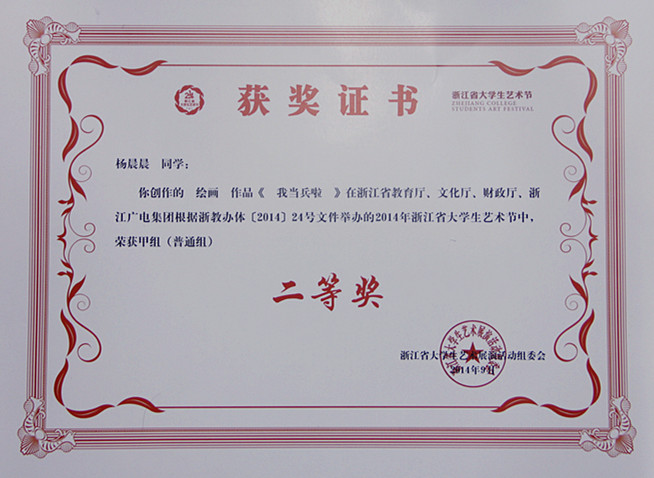 获奖证书
浙江省大学生艺术节
ZHEJIANG COLLEGE
STUDENTS ART FESTIVAL
杨晨晨 同学：
你创作的 绘画 作品《 我当兵啦 》在浙江省教育厅、文化厅、财政厅、浙
江广电集团根据浙教办体〔2014〕24号文件举办的2014年浙江省大学生艺术节中，
荣获甲组（普通组）
二等奖
浙江省大学生艺术展演活动组委会
2014年9月